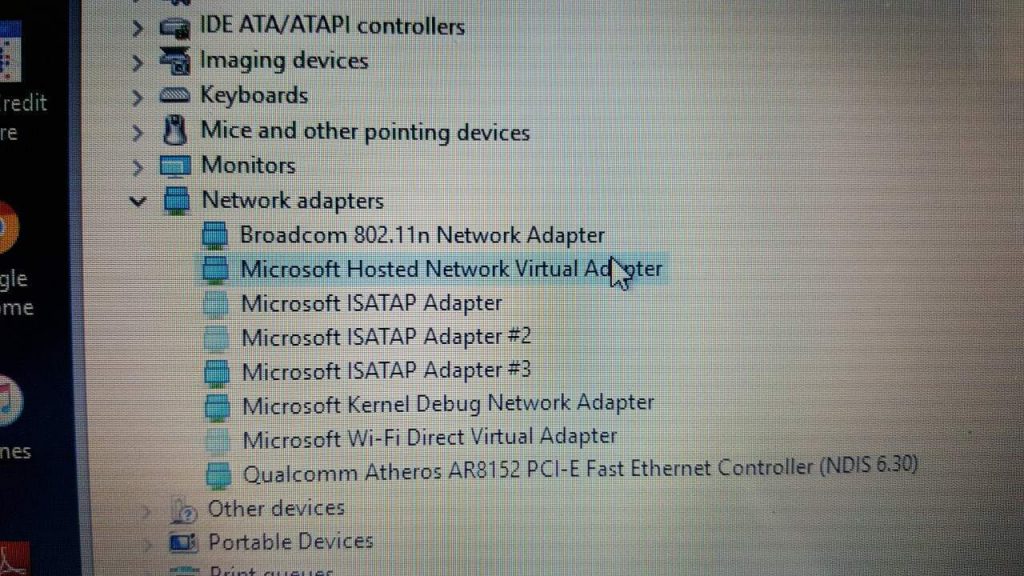 IDE ATA/ATAPI controllers
Imaging devices
redit
Keyboards
re
Mice and other pointing devices
Monitors
Network adapters
Broadcom 802.11n Network Adapter
gle
Microsoft Hosted Network Virtual Adapter
ome
Microsoft ISATAP Adapter
Microsoft ISATAP Adapter #2
Microsoft ISATAP Adapter #3
Microsoft Kernel Debug Network Adapter
nes
Microsoft Wi-Fi Direct Virtual Adapter
Qualcomm Atheros AR8152 PCI-E Fast Ethernet Controller (NDIS 6.30)
Other devices
Portable Devices
Print queues